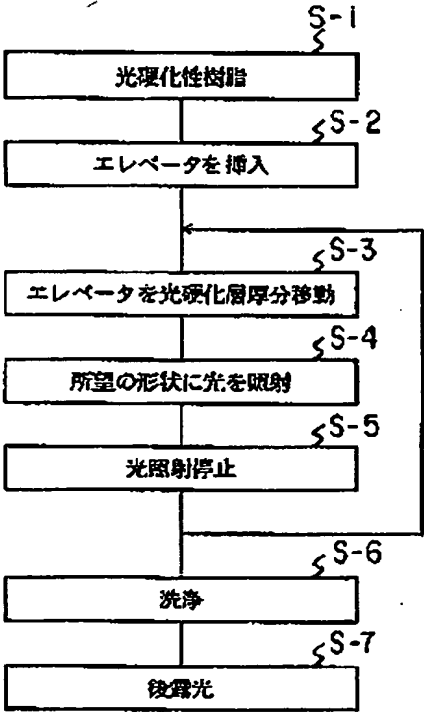 S-1
光硬化性樹脂
S-2
エレベータを挿入
S-3
エレベータを光硬化層厚分移動
S-4
所望の形状に光を照射
S-5
光照射停止
S-6
洗浄
S-7
後露光